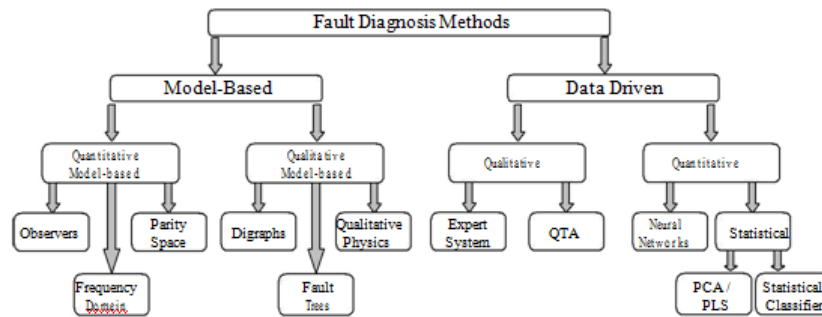 Fault Diagnosis Methods
Model-Based
Data Driven
Quantitative
Model-based
Qualitative
Model-based
Qualitative
Quantitative
Observers
Parity
Space
Digraphs
Qualitative
Physics
Expert
System
QTA
Neural
Networks
Statistical
Frequency
Domain
Fault
Trees
PCA /
PLS
Statistical
Classifier